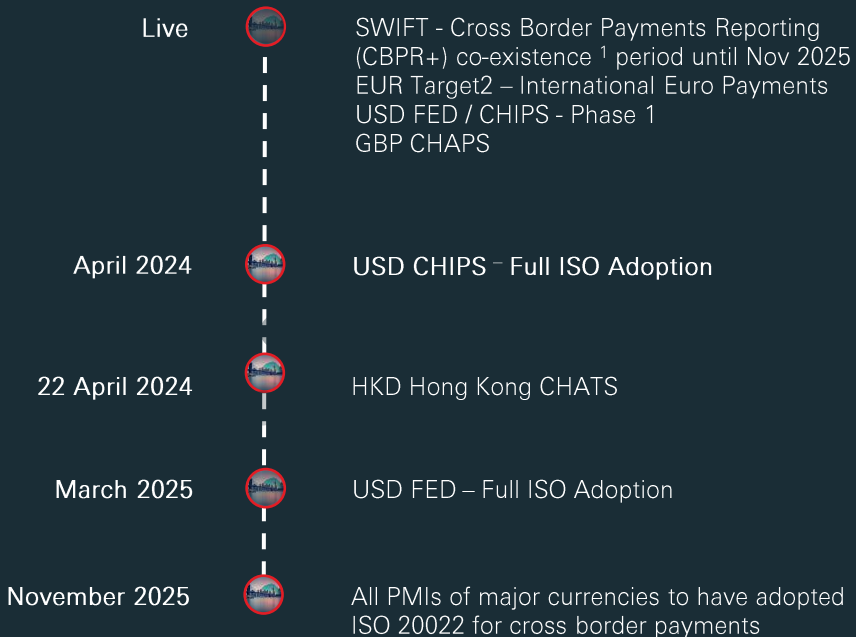 Live
SWIFT - Cross Border Payments Reporting
(CBPR+) co-existence ¹ period until Nov 2025
EUR Target2 – International Euro Payments
USD FED / CHIPS - Phase 1
GBP CHAPS
April 2024
USD CHIPS – Full ISO Adoption
22 April 2024
HKD Hong Kong CHATS
March 2025
USD FED – Full ISO Adoption
November 2025
All PMIs of major currencies to have adopted
ISO 20022 for cross border payments